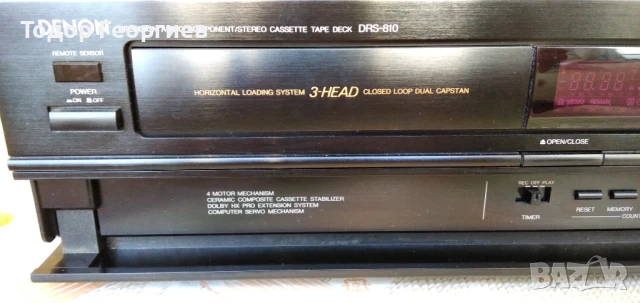 DENON
Тодор Георгиев
COMPONENT/STEREO CASSETTE TAPE DECK DRS-810
REMOTE SENSOR
POWER
ON OFF
HORIZONTAL LOADING SYSTEM 3-HEAD CLOSED LOOP DUAL CAPSTAN
OPEN/CLOSE
4 MOTOR MECHANISM
CERAMIC COMPOSITE CASSETTE STABILIZER
DOLBY HX PRO EXTENSION SYSTEM
COMPUTER SERVO MECHANISM
REC OFF PLAY
TIMER
RESET
MEMORY
COUNT
BAZAR
bg